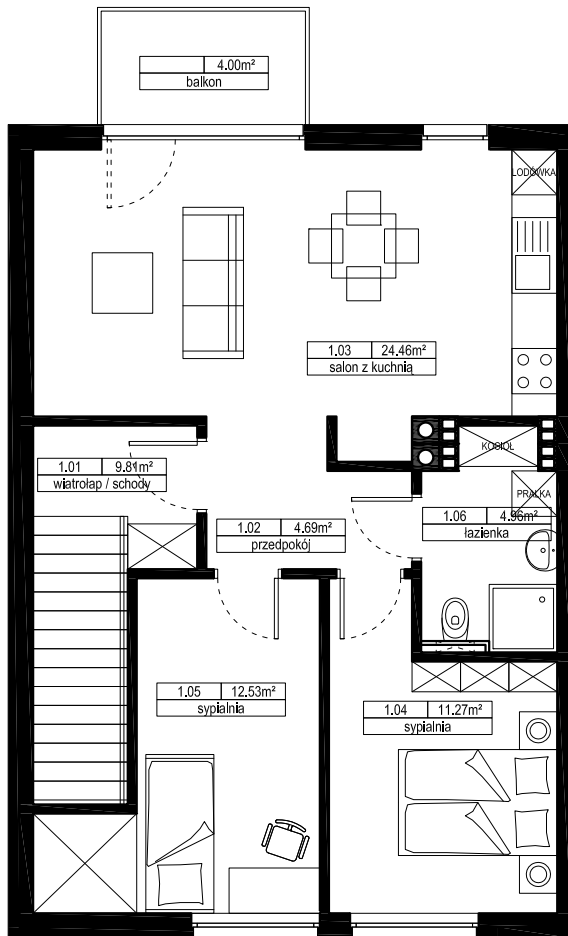 4.00m²
balkon
LODÓWKA
1.03 24.46m²
salon z kuchnią
KOSIOŁ
1.01 9.81m²
wiatrołap / schody
PRALKA
1.02 4.69m²
przedpokój
1.06 4.96m²
łazienka
1.05 12.53m²
sypialnia
1.04 11.27m²
sypialnia